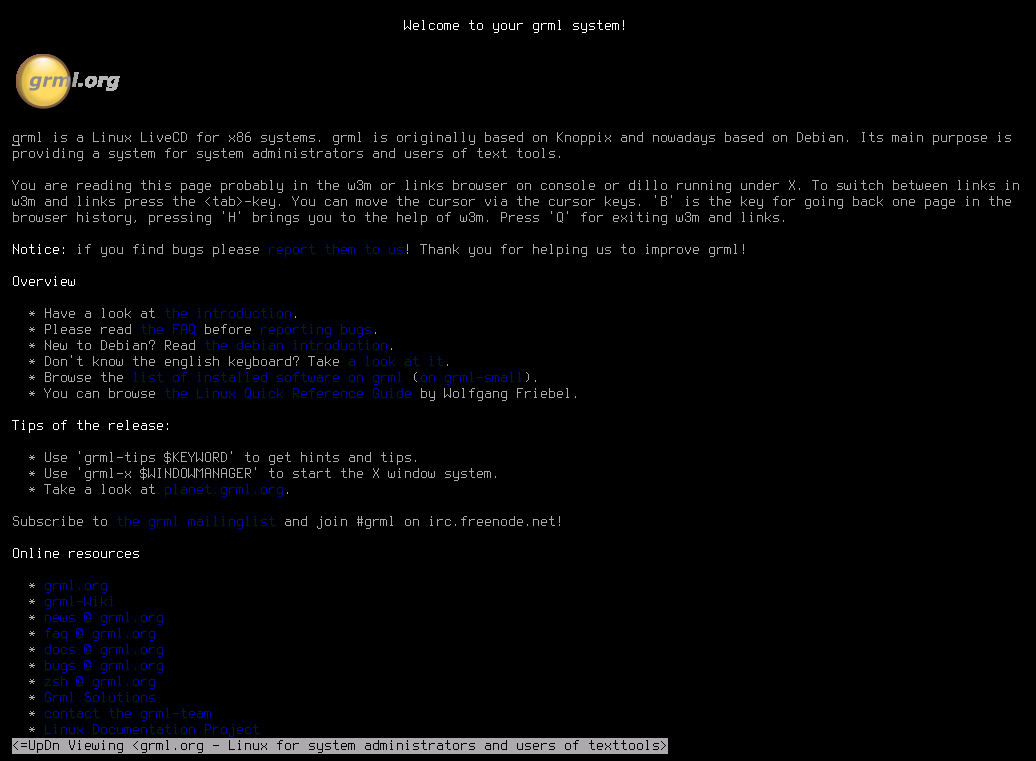 Welcome to your grml system!
grml.org
grml is a Linux LiveCD for x86 systems. grml is originally based on Knoppix and nowadays based on Debian. Its main purpose is
providing a system for system administrators and users of text tools.
You are reading this page probably in the w3m or links browser on console or dillo running under X. To switch between links in
w3m and links press the <tab>-key. You can move the cursor via the cursor keys. 'B' is the key for going back one page in the
browser history, pressing 'H' brings you to the help of w3m. Press 'Q' for exiting w3m and links.
Notice: if you find bugs please report them to us! Thank you for helping us to improve grml!
Overview
* Have a look at the introduction.
* Please read the FAQ before reporting bugs.
* New to Debian? Read the debian introduction.
* Don't know the english keyboard? Take a look at it.
* Browse the list of installed software on grml (on grml-small).
* You can browse the Linux Quick Reference Guide by Wolfgang Friebel.
Tips of the release:
* Use 'grml-tips $KEYWORD' to get hints and tips.
* Use 'grml-x $WINDOWMANAGER' to start the X window system.
* Take a look at planet.grml.org.
Subscribe to the grml mailinglist and join #grml on irc.freenode.net!
Online resources
* grml.org
* grml-Wiki
* news @ grml.org
* faq @ grml.org
* docs @ grml.org
* bugs @ grml.org
* zsh @ grml.org
* Grml Solutions
* contact the grml-team
* Linux Documentation Project
<=UpDn Viewing <grml.org - Linux for system administrators and users of texttools>